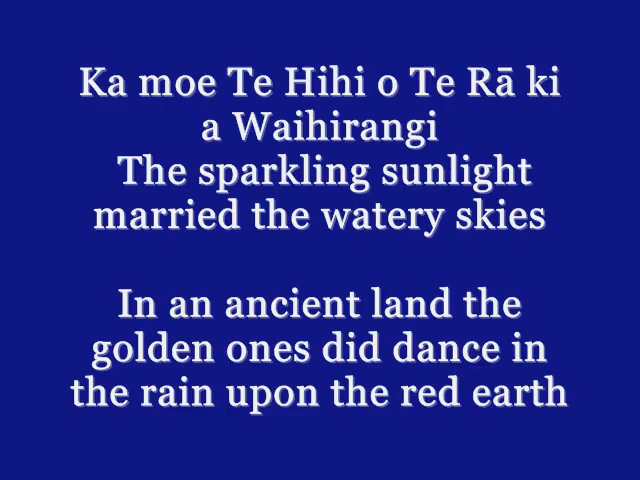 Ka moe Te Hihi o Te Rā ki
a Waihirangi
The sparkling sunlight
married the watery skies
In an ancient land the
golden ones did dance in
the rain upon the red earth